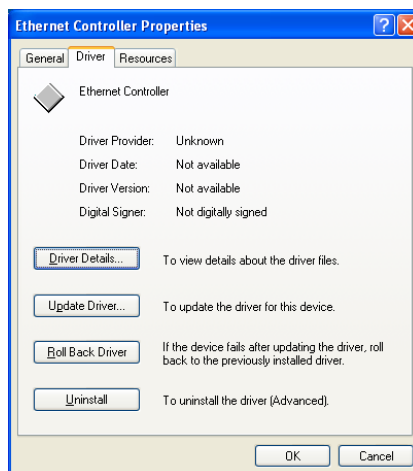 Ethernet Controller Properties
General Driver Resources
Ethernet Controller
Driver Provider: Unknown
Driver Date: Not available
Driver Version: Not available
Digital Signer: Not digitally signed
Driver Details... To view details about the driver files.
Update Driver... To update the driver for this device.
Roll Back Driver If the device fails after updating the driver, roll
back to the previously installed driver.
Uninstall To uninstall the driver (Advanced).
OK Cancel